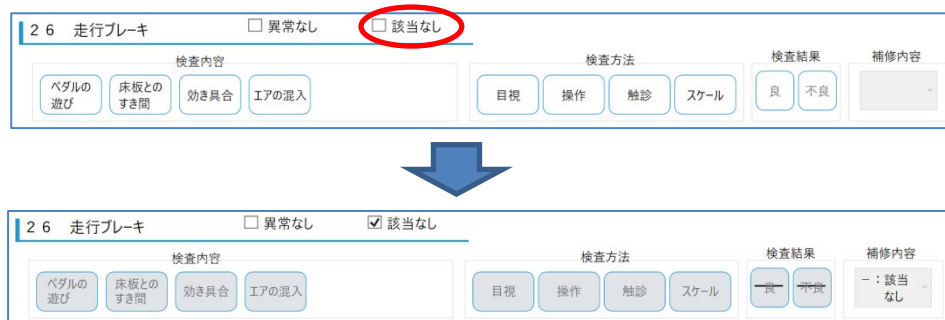 26 走行ブレーキ □ 異常なし □ 該当なし
検査内容 検査方法 検査結果 補修内容
ペダルの遊び 床板とのすき間 効き具合 エアの混入 目視 操作 触診 スケール 良 不良
26 走行ブレーキ □ 異常なし ☑ 該当なし
検査内容 検査方法 検査結果 補修内容
ペダルの遊び 床板とのすき間 効き具合 エアの混入 目視 操作 触診 スケール 良 不良 －：該当なし